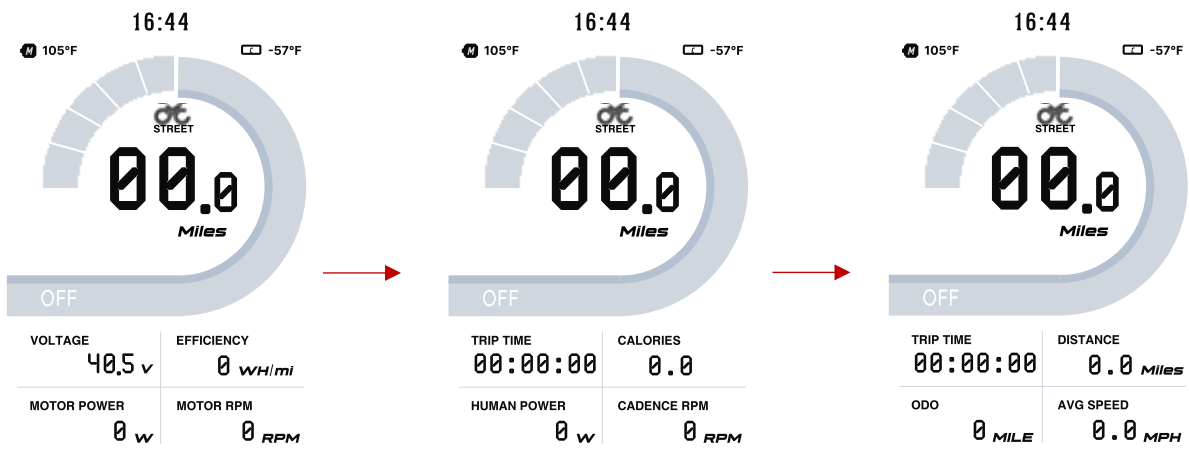 16:44
M 105°F
C -57°F
STREET
00.0
Miles
OFF
VOLTAGE
40.5 V
EFFICIENCY
0 WH/mi
MOTOR POWER
0 W
MOTOR RPM
0 RPM
16:44
M 105°F
C -57°F
STREET
00.0
Miles
OFF
TRIP TIME
00:00:00
CALORIES
0.0
HUMAN POWER
0 W
CADENCE RPM
0 RPM
16:44
M 105°F
C -57°F
STREET
00.0
Miles
OFF
TRIP TIME
00:00:00
DISTANCE
0.0 Miles
ODO
0 MILE
AVG SPEED
0.0 MPH